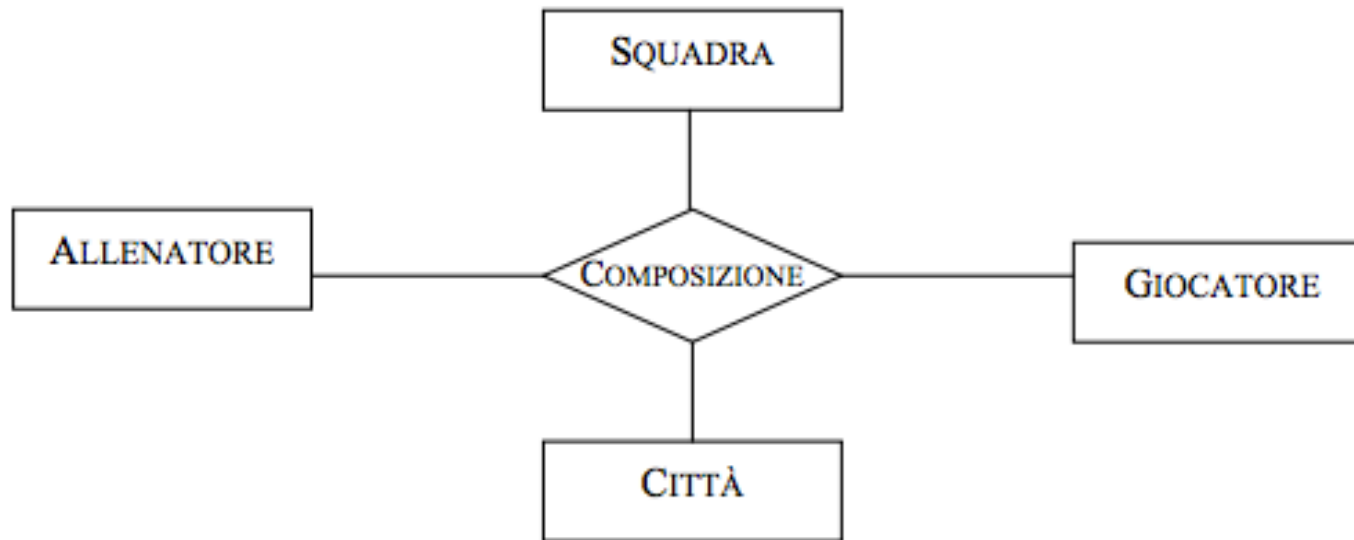 SQUADRA
ALLENATORE
COMPOSIZIONE
GIOCATORE
CITTÀ